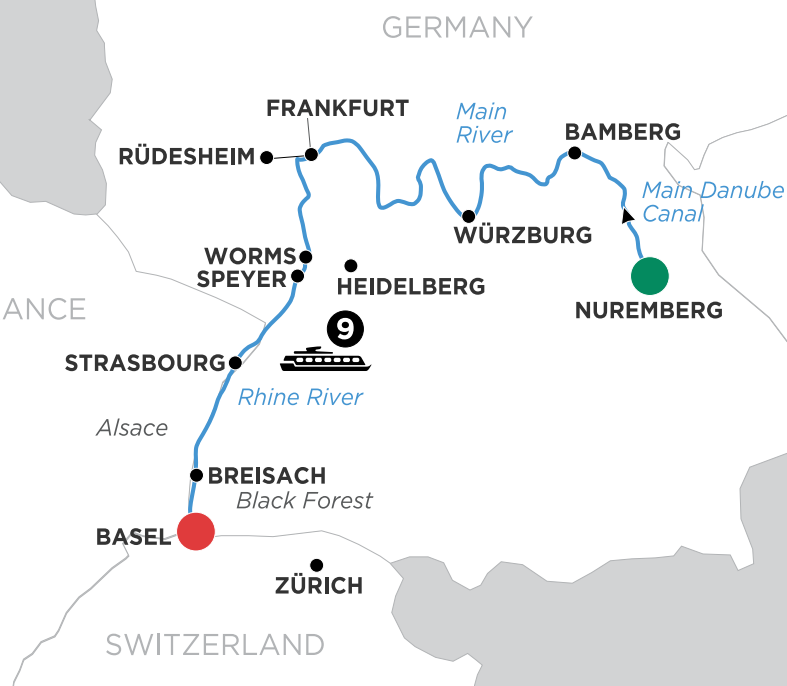 GERMANY
FRANKFURT
Main
River
BAMBERG
RÜDESHEIM
Main Danube
Canal
WÜRZBURG
WORMS
SPEYER
HEIDELBERG
ANCE
NUREMBERG
9
STRASBOURG
Rhine River
Alsace
BREISACH
Black Forest
BASEL
ZÜRICH
SWITZERLAND